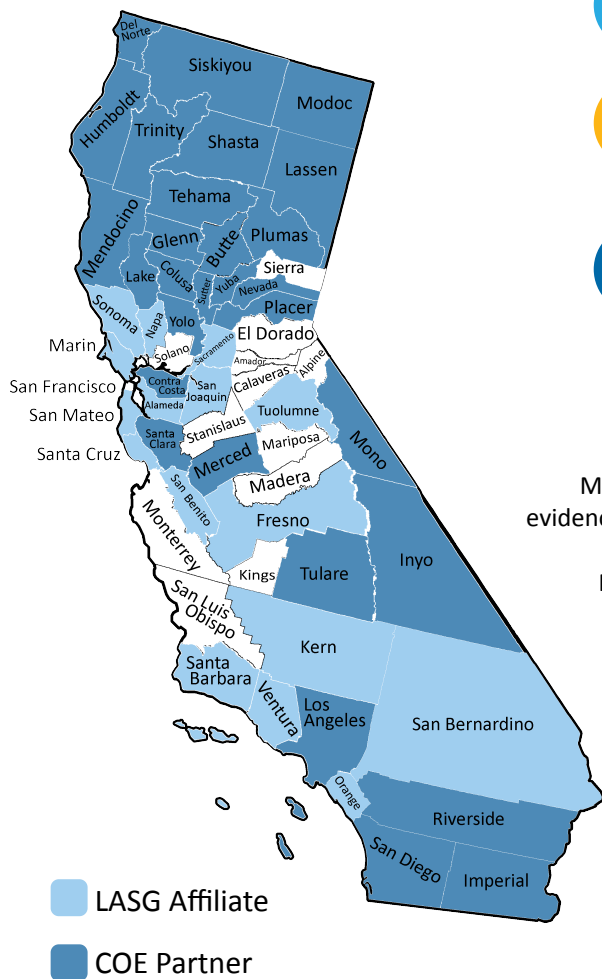 Del
Norte
Siskiyou
Modoc
Humboldt
Trinity
Shasta
Lassen
Tehama
Mendocino
Glenn
Butte
Plumas
Lake
Colusa
Sutter
Yuba
Nevada
Sierra
Placer
Sonoma
Napa
Yolo
Sacramento
El Dorado
Marin
Solano
Amador
Alpine
Calaveras
San Francisco
Contra
Costa
San
Joaquin
Alameda
Tuolumne
San Mateo
Stanislaus
Mono
Santa Cruz
Santa
Clara
Merced
Mariposa
Madera
San Benito
Monterrey
Fresno
M
evidenc
Inyo
Kings
Tulare
San Luis
Obispo
Kern
Santa
Barbara
Ventura
Los
Angeles
San Bernardino
Orange
Riverside
San Diego
Imperial
LASG Affiliate
COE Partner